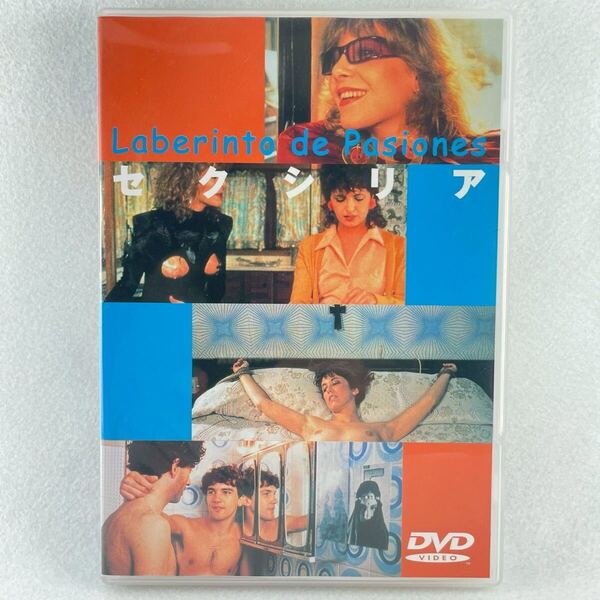 Laberinto de Pasiones
セクシリア
DVD
VIDEO